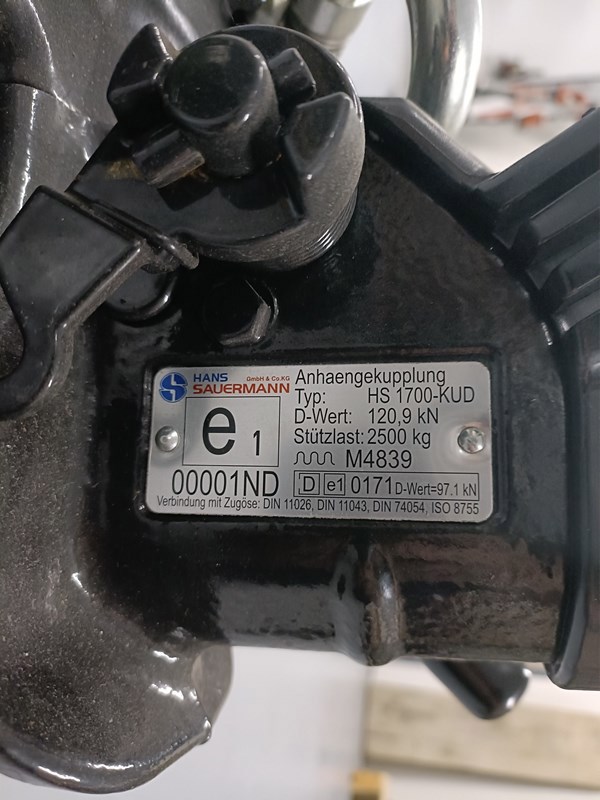 HANS
SAUERMANN
GmbH & Co.KG
e 1
00001ND
Anhaengekupplung
Typ: HS 1700-KUD
D-Wert: 120,9 kN
Stützlast: 2500 kg
M4839
D e1 0171 D-Wert=97.1 kN
Verbindung mit Zugöse: DIN 11026, DIN 11043, DIN 74054, ISO 8755